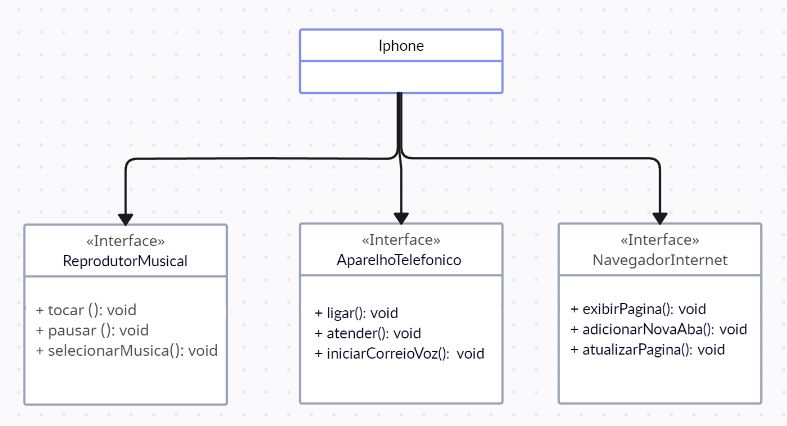 Iphone
«Interface»
ReprodutorMusical
+ tocar (): void
+ pausar (): void
+ selecionarMusica(): void
«Interface»
AparelhoTelefonico
+ ligar(): void
+ atender(): void
+ iniciarCorreioVoz(): void
«Interface»
NavegadorInternet
+ exibirPagina(): void
+ adicionarNovaAba(): void
+ atualizarPagina(): void